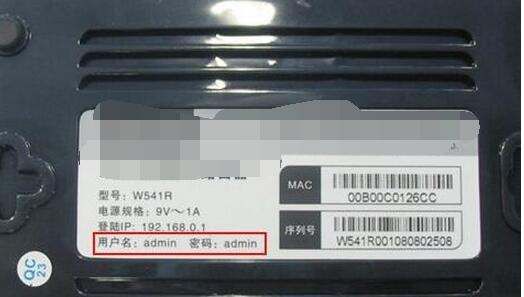 型号：W541R
电源规格：9V～1A
登陆IP：192.168.0.1
用户名：admin 密码：admin
MAC
00B00C0126CC
序列号
W541R001080802508
QC
23